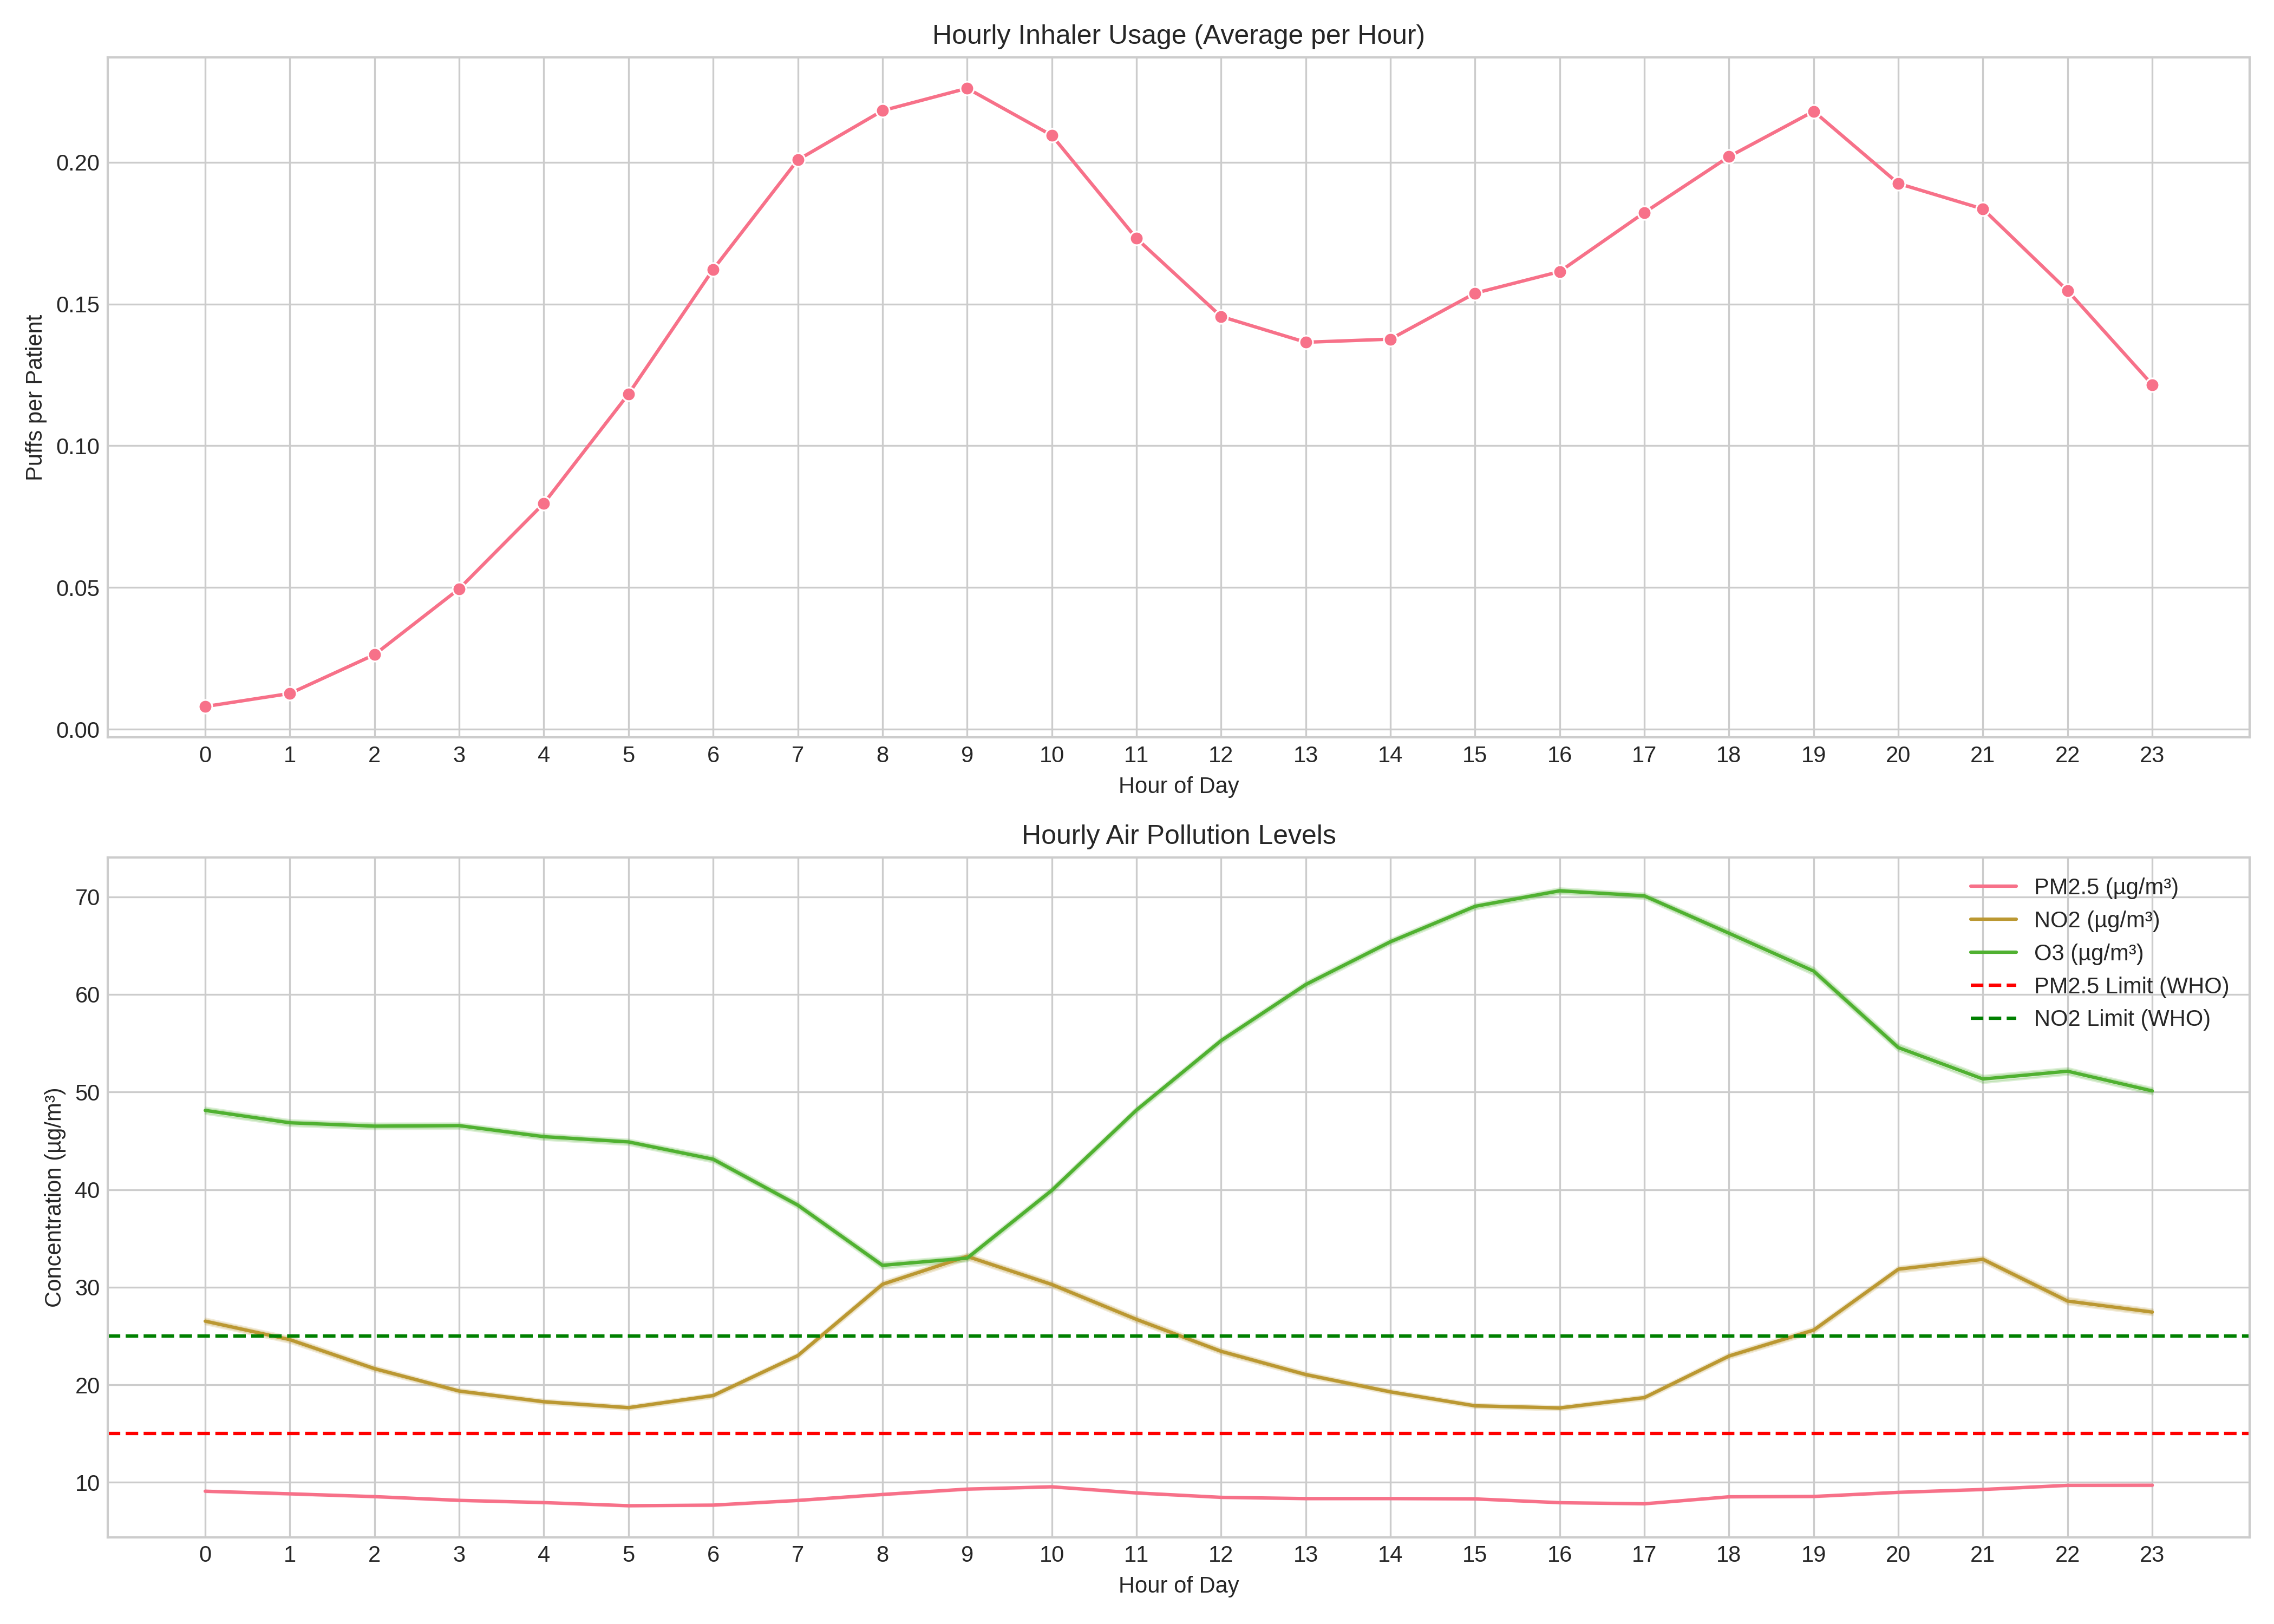 Hourly Inhaler Usage (Average per Hour)
Puffs per Patient
0.20
0.15
0.10
0.05
0.00
0 1 2 3 4 5 6 7 8 9 10 11 12 13 14 15 16 17 18 19 20 21 22 23
Hour of Day
Hourly Air Pollution Levels
Concentration (µg/m³)
70
60
50
40
30
20
10
PM2.5 (µg/m³)
NO2 (µg/m³)
O3 (µg/m³)
PM2.5 Limit (WHO)
NO2 Limit (WHO)
0 1 2 3 4 5 6 7 8 9 10 11 12 13 14 15 16 17 18 19 20 21 22 23
Hour of Day